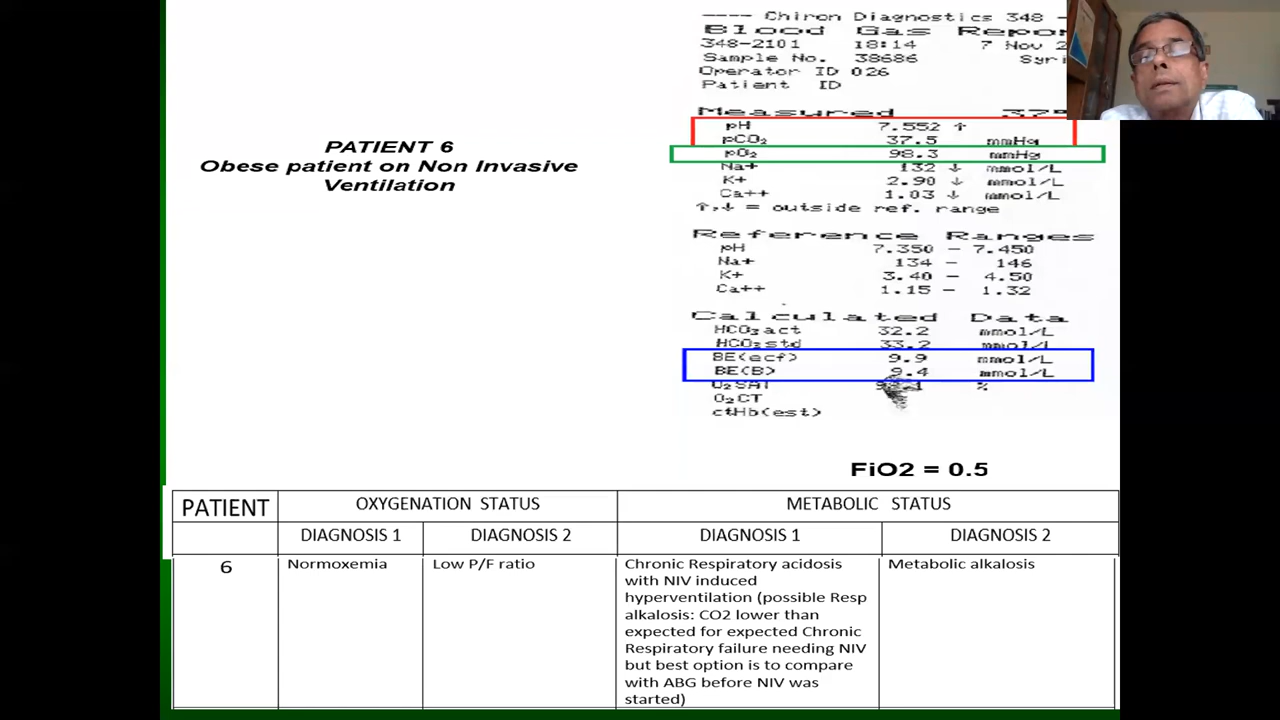 ---- Chiron Diagnostics 348 -
Blood Gas Repor
348-2101 18:14 7 Nov 2
Sample No. 38686 Syri
Operator ID 026
Patient ID
Measured 37°
pH 7.552 ↑
pCO₂ 37.5 mmHg
pO₂ 98.3 mmHg
Na+ 132 ↓ mmol/L
K+ 2.90 ↓ mmol/L
Ca++ 1.03 ↓ mmol/L
↑,↓ = outside ref. range
Reference Ranges
pH 7.350 - 7.450
Na+ 134 - 146
K+ 3.40 - 4.50
Ca++ 1.15 - 1.32
Calculated Data
HCO₃act 32.2 mmol/L
HCO₃std 33.2 mmol/L
BE(ecf) 9.9 mmol/L
BE(B) 9.4 mmol/L
O₂SAT %
O₂CT
ctHb(est)
PATIENT 6
Obese patient on Non Invasive
Ventilation
FiO2 = 0.5
PATIENT OXYGENATION STATUS METABOLIC STATUS
DIAGNOSIS 1 DIAGNOSIS 2 DIAGNOSIS 1 DIAGNOSIS 2
6 Normoxemia Low P/F ratio Chronic Respiratory acidosis Metabolic alkalosis
with NIV induced
hyperventilation (possible Resp
alkalosis: CO2 lower than
expected for expected Chronic
Respiratory failure needing NIV
but best option is to compare
with ABG before NIV was
started)